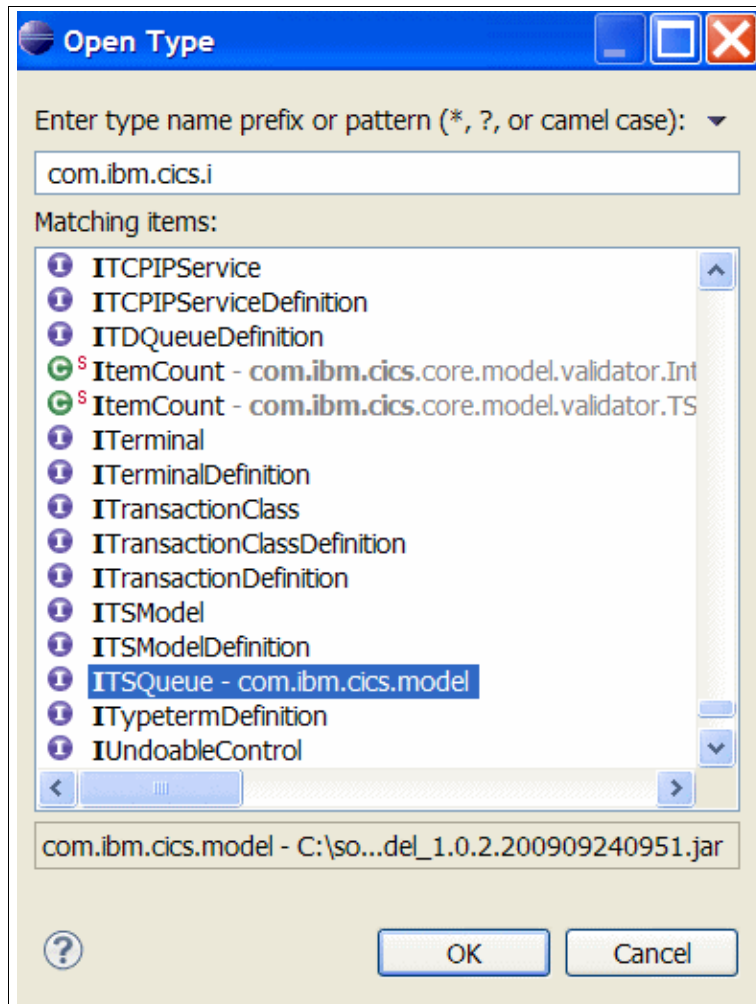 Open Type
Enter type name prefix or pattern (*, ?, or camel case):
com.ibm.cics.i
Matching items:
ITCPIPService
ITCPIPServiceDefinition
ITDQueueDefinition
ItemCount - com.ibm.cics.core.model.validator.Int
ItemCount - com.ibm.cics.core.model.validator.TS
ITerminal
ITerminalDefinition
ITransactionClass
ITransactionClassDefinition
ITransactionDefinition
ITSModel
ITSModelDefinition
ITSQueue - com.ibm.cics.model
ITypetermDefinition
IUndoableControl
com.ibm.cics.model - C:\so...del_1.0.2.200909240951.jar
OK Cancel